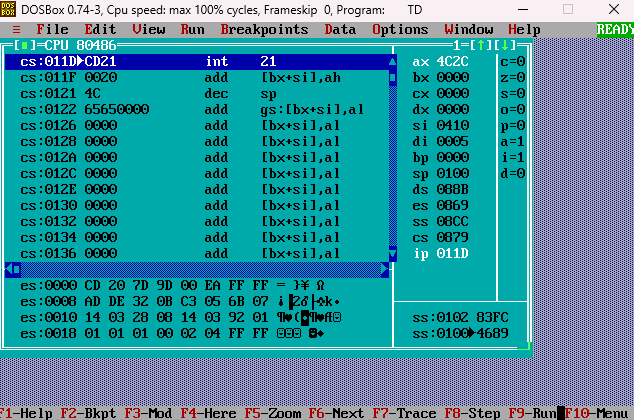 DOSBox 0.74-3, Cpu speed: max 100% cycles, Frameskip 0, Program: TD
≡ File Edit View Run Breakpoints Data Options Window Help READY
[■]=CPU 80486 1=[↑][↓]
cs:011D▶CD21 int 21
cs:011F 0020 add [bx+si],ah
cs:0121 4C dec sp
cs:0122 65650000 add gs:[bx+si],al
cs:0126 0000 add [bx+si],al
cs:0128 0000 add [bx+si],al
cs:012A 0000 add [bx+si],al
cs:012C 0000 add [bx+si],al
cs:012E 0000 add [bx+si],al
cs:0130 0000 add [bx+si],al
cs:0132 0000 add [bx+si],al
cs:0134 0000 add [bx+si],al
cs:0136 0000 add [bx+si],al
ax 4C2C c=0
bx 0000 z=0
cx 0000 s=0
dx 0000 o=0
si 0410 p=0
di 0005 a=1
bp 0000 i=1
sp 0100 d=0
ds 088B
es 0869
ss 08CC
cs 0879
ip 011D
es:0000 CD 20 7D 9D 00 EA FF FF = }¥ Ω
es:0008 AD DE 32 0B C3 05 6B 07
es:0010 14 03 28 08 14 03 92 01
es:0018 01 01 01 00 02 04 FF FF
ss:0102 83FC
ss:0100▶4689
F1-Help F2-Bkpt F3-Mod F4-Here F5-Zoom F6-Next F7-Trace F8-Step F9-Run F10-Menu